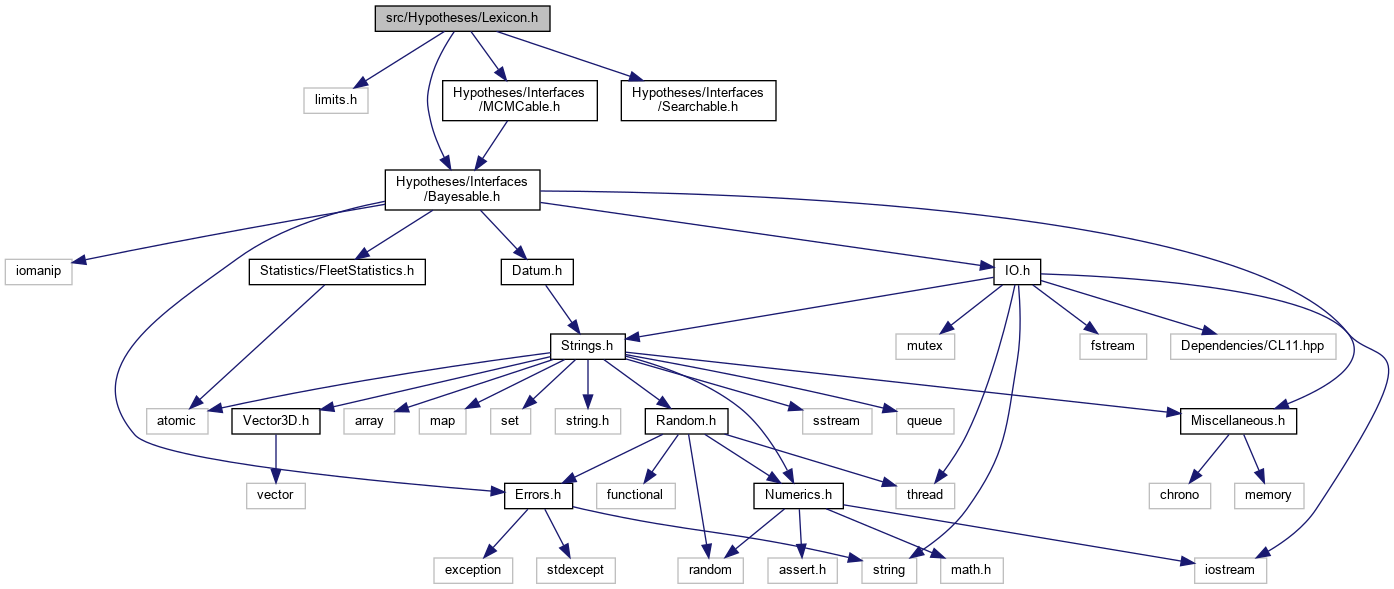 src/Hypotheses/Lexicon.h
limits.h
Hypotheses/Interfaces
/MCMCable.h
Hypotheses/Interfaces
/Searchable.h
Hypotheses/Interfaces
/Bayesable.h
iomanip
Statistics/FleetStatistics.h
Datum.h
IO.h
Strings.h
mutex
fstream
Dependencies/CL11.hpp
atomic
Vector3D.h
array
map
set
string.h
Random.h
sstream
queue
Miscellaneous.h
vector
Errors.h
functional
Numerics.h
thread
chrono
memory
exception
stdexcept
random
assert.h
string
math.h
iostream